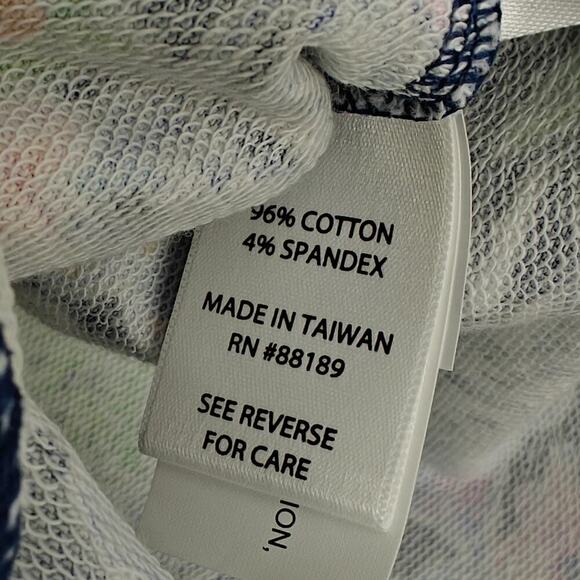 96% COTTON
4% SPANDEX
MADE IN TAIWAN
RN #88189
SEE REVERSE
FOR CARE